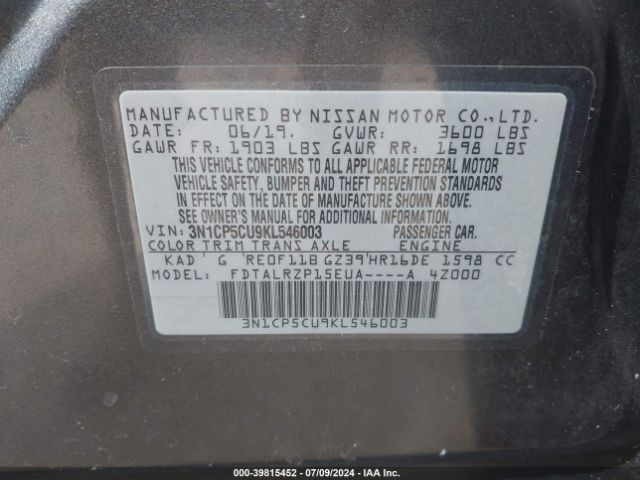 MANUFACTURED BY NISSAN MOTOR CO.,LTD.
DATE: 06/19. GVWR: 3600 LBS
GAWR FR: 1903 LBS GAWR RR: 1698 LBS
THIS VEHICLE CONFORMS TO ALL APPLICABLE FEDERAL MOTOR
VEHICLE SAFETY, BUMPER AND THEFT PREVENTION STANDARDS
IN EFFECT ON THE DATE OF MANUFACTURE SHOWN ABOVE.
SEE OWNER'S MANUAL FOR ADDITIONAL INFORMATION.
VIN: 3N1CP5CU9KL546003 PASSENGER CAR.
COLOR TRIM TRANS AXLE ENGINE
KAD G RE0F11B GZ39 HR16DE 1598 CC
MODEL: FDTALRZP15EUA----A 4Z000
3N1CP5CU9KL546003
000-39815452 | 07/09/2024 - IAA Inc.